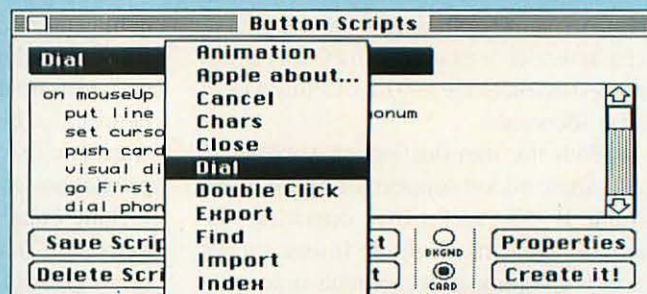 Button Scripts
Dial
on mouseUp
put line
onum
set curso
push card
visual di
go First
dial phon
Animation
Apple about...
Cancel
Chars
Close
Dial
Double Click
Export
Find
Import
Index
Save Scrip
ct
BKGND
Properties
Delete Scri
t
CARD
Create it!